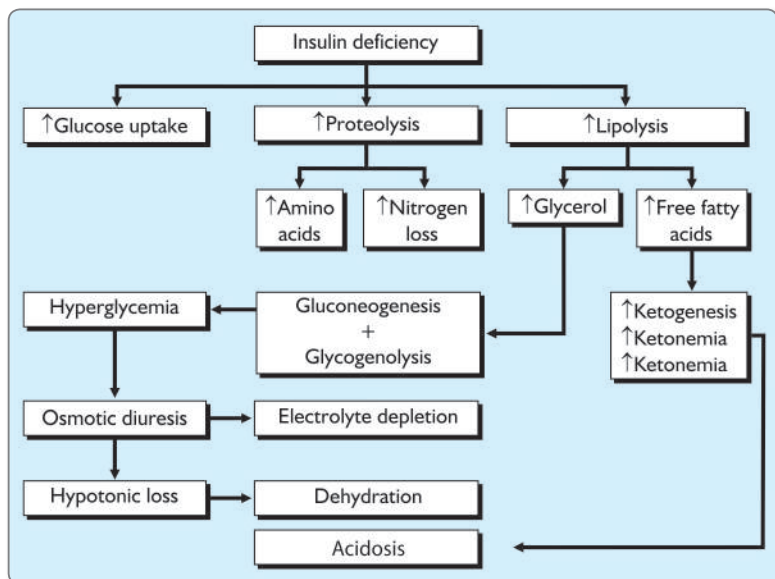 Insulin deficiency
↑Glucose uptake
↑Proteolysis
↑Lipolysis
↑Amino
acids
↑Nitrogen
loss
↑Glycerol
↑Free fatty
acids
Hyperglycemia
Gluconeogenesis
+
Glycogenolysis
↑Ketogenesis
↑Ketonemia
↑Ketonemia
Osmotic diuresis
Electrolyte depletion
Hypotonic loss
Dehydration
Acidosis